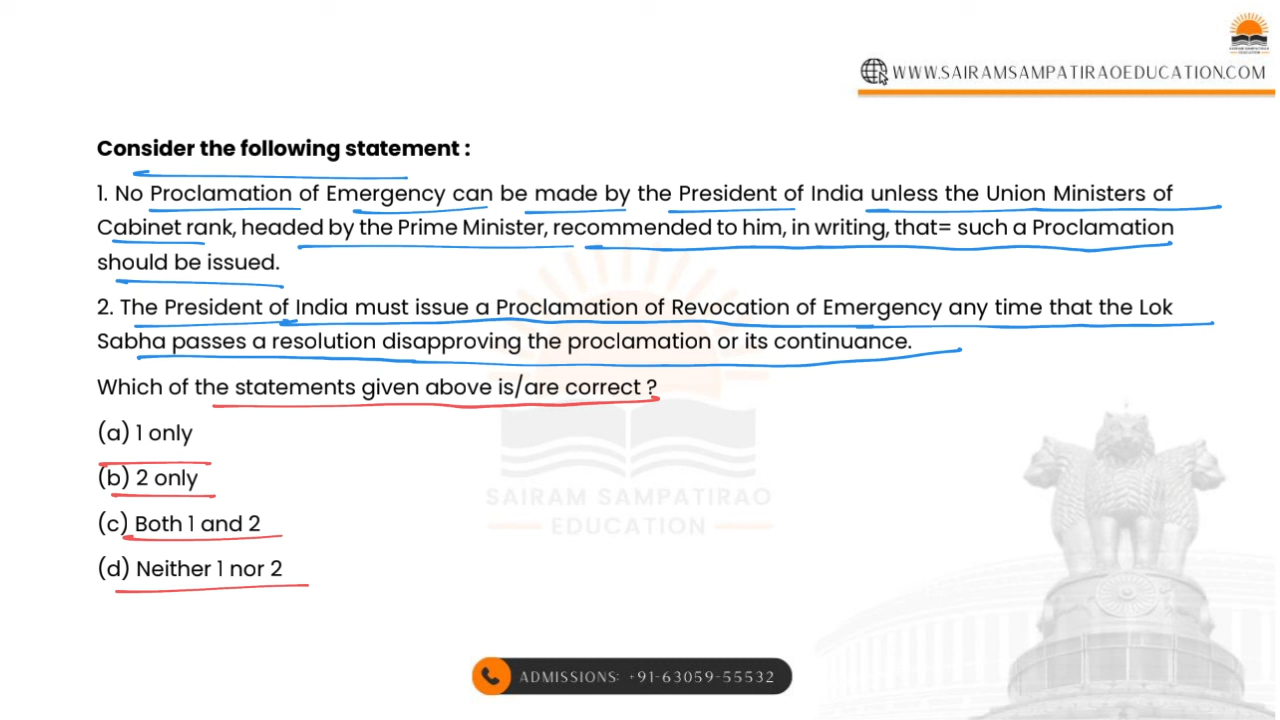 SAIRAM SAMPATIRAO
EDUCATION
WWW.SAIRAMSAMPATIRAOEDUCATION.COM
Consider the following statement :
1. No Proclamation of Emergency can be made by the President of India unless the Union Ministers of
Cabinet rank, headed by the Prime Minister, recommended to him, in writing, that= such a Proclamation
should be issued.
2. The President of India must issue a Proclamation of Revocation of Emergency any time that the Lok
Sabha passes a resolution disapproving the proclamation or its continuance.
Which of the statements given above is/are correct ?
(a) 1 only
(b) 2 only
(c) Both 1 and 2
(d) Neither 1 nor 2
SAIRAM SAMPATIRAO
EDUCATION
ADMISSIONS: +91-63059-55532